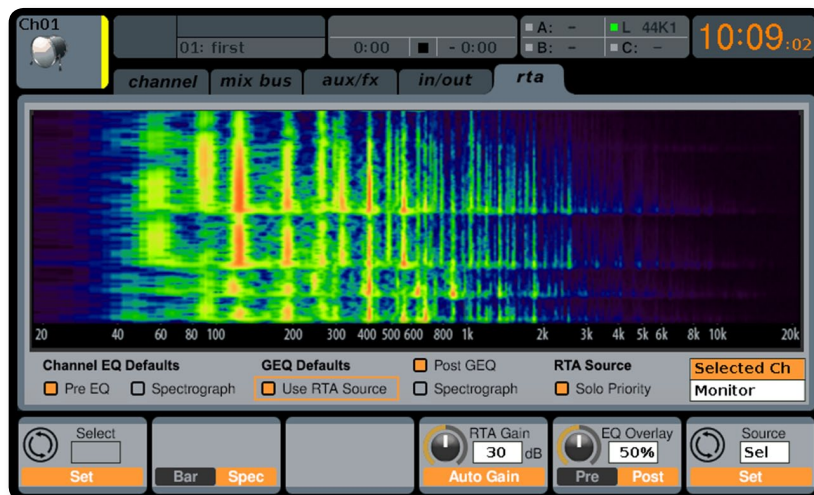 Ch01
A: - L 44K1
01: first 0:00 - 0:00 B: - C: - 10:09:02
channel mix bus aux/fx in/out rta
20 40 60 80 100 200 300 400 500 600 800 1k 2k 3k 4k 5k 6k 8k 10k 20k
Channel EQ Defaults GEQ Defaults Post GEQ RTA Source Selected Ch
Pre EQ Spectrograph Use RTA Source Spectrograph Solo Priority Monitor
Select RTA Gain EQ Overlay Source
30 dB 50% Sel
Set Bar Spec Auto Gain Pre Post Set